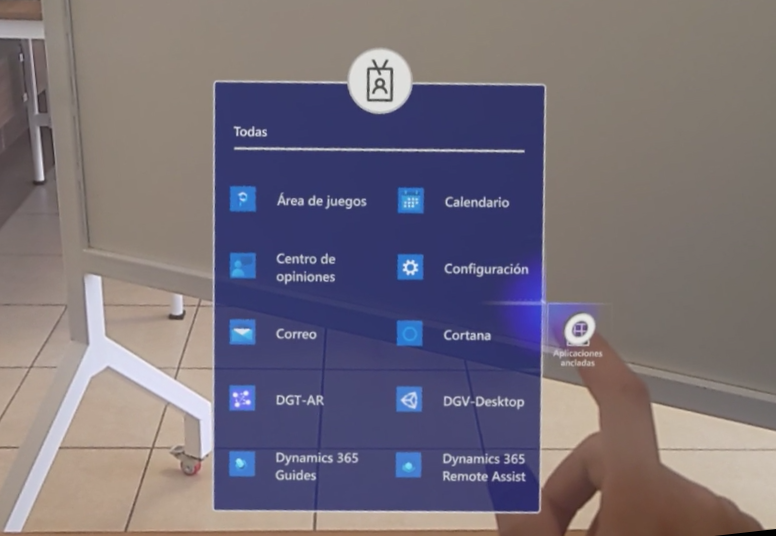 Todas
Área de juegos
Calendario
Centro de
opiniones
Configuración
Correo
Cortana
Aplicaciones
ancladas
DGT-AR
DGV-Desktop
Dynamics 365
Guides
Dynamics 365
Remote Assist